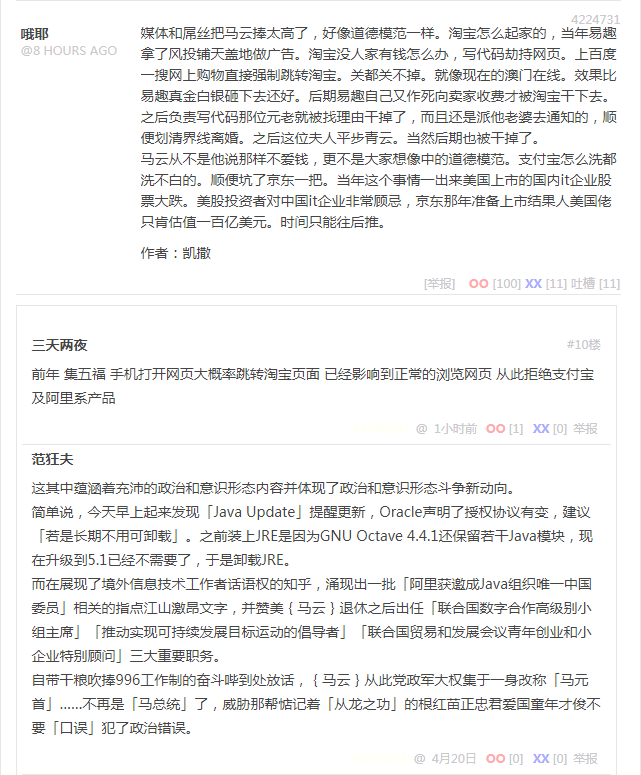 4224731
哦耶
@8 HOURS AGO
媒体和屌丝把马云捧太高了，好像道德模范一样。淘宝怎么起家的，当年易趣
拿了风投铺天盖地做广告。淘宝没人家有钱怎么办，写代码劫持网页。上百度
一搜网上购物直接强制跳转淘宝。关都关不掉。就像现在的澳门在线。效果比
易趣真金白银砸下去还好。后期易趣自己又作死向卖家收费才被淘宝干下去。
之后负责写代码那位元老就被找理由干掉了，而且还是派他老婆去通知的，顺
便划清界线离婚。之后这位夫人平步青云。当然后期也被干掉了。
马云从不是他说那样不爱钱，更不是大家想像中的道德模范。支付宝怎么洗都
洗不白的。顺便坑了京东一把。当年这个事情一出来美国上市的国内it企业股
票大跌。美股投资者对中国it企业非常顾忌，京东那年准备上市结果人美国佬
只肯估值一百亿美元。时间只能往后推。
作者：凯撒
[举报] OO [100] XX [11] 吐槽 [11]
三天两夜 #10楼
前年 集五福 手机打开网页大概率跳转淘宝页面 已经影响到正常的浏览网页 从此拒绝支付宝
及阿里系产品
@ 1小时前 OO [1] XX [0] 举报
范狂夫
这其中蕴涵着充沛的政治和意识形态内容并体现了政治和意识形态斗争新动向。
简单说，今天早上起来发现「Java Update」提醒更新，Oracle声明了授权协议有变，建议
「若是长期不用可卸载」。之前装上JRE是因为GNU Octave 4.4.1还保留若干Java模块，现
在升级到5.1已经不需要了，于是卸载JRE。
而在展现了境外信息技术工作者话语权的知乎，涌现出一批「阿里获邀成Java组织唯一中国
委员」相关的指点江山激昂文字，并赞美｛马云｝退休之后出任「联合国数字合作高级别小
组主席」「推动实现可持续发展目标运动的倡导者」「联合国贸易和发展会议青年创业和小
企业特别顾问」三大重要职务。
自带干粮吹捧996工作制的奋斗哔到处放话，｛马云｝从此党政军大权集于一身改称「马元
首」……不再是「马总统」了，威胁那帮惦记着「从龙之功」的根红苗正忠君爱国童年才俊不
要「口误」犯了政治错误。
@ 4月20日 OO [0] XX [0] 举报